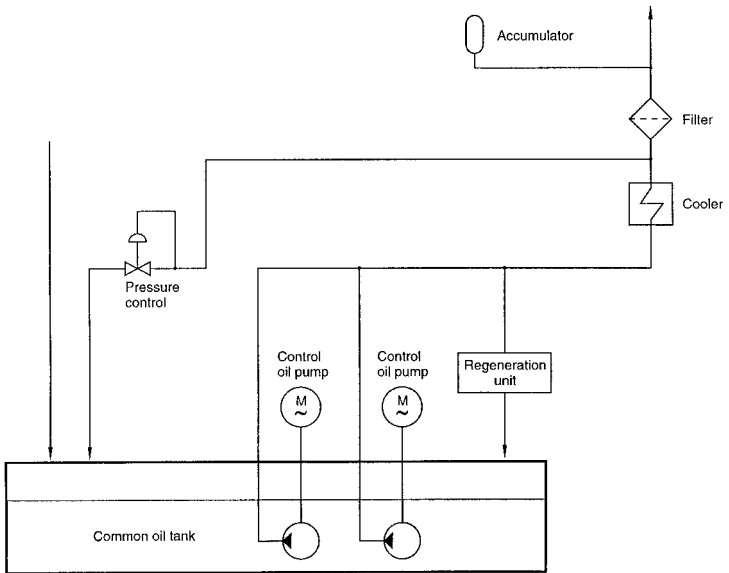 Accumulator
Filter
Cooler
Pressure
control
Control
oil pump
Control
oil pump
Regeneration
unit
M
~
M
~
Common oil tank